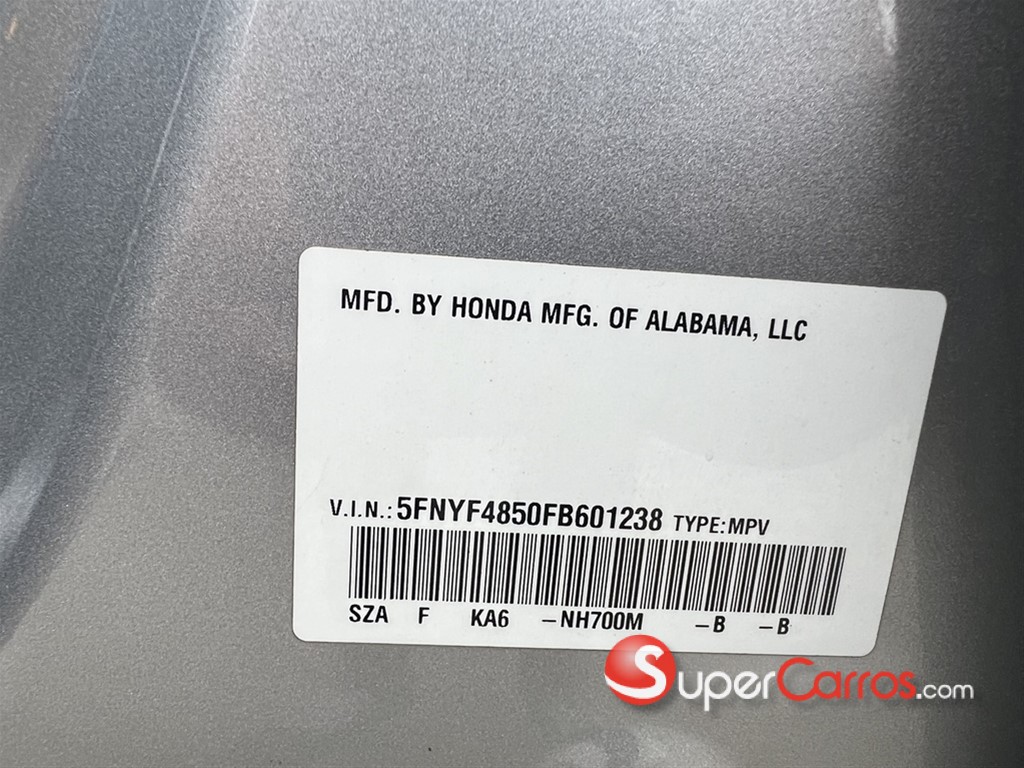 MFD. BY HONDA MFG. OF ALABAMA, LLC
V.I.N.: 5FNYF4850FB601238 TYPE: MPV
SZA F KA6 –NH700M –B –B
SuperCarros.com